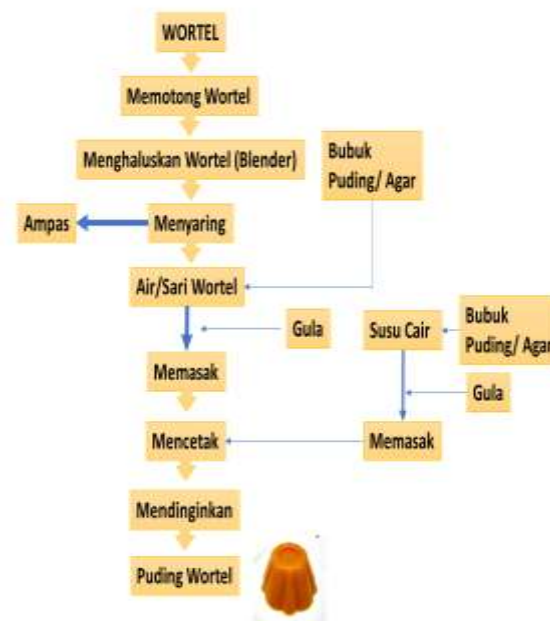 WORTEL
Memotong Wortel
Menghaluskan Wortel (Blender)
Bubuk
Puding/ Agar
Ampas
Menyaring
Air/Sari Wortel
Gula
Susu Cair
Bubuk
Puding/ Agar
Memasak
Gula
Mencetak
Memasak
Mendinginkan
Puding Wortel